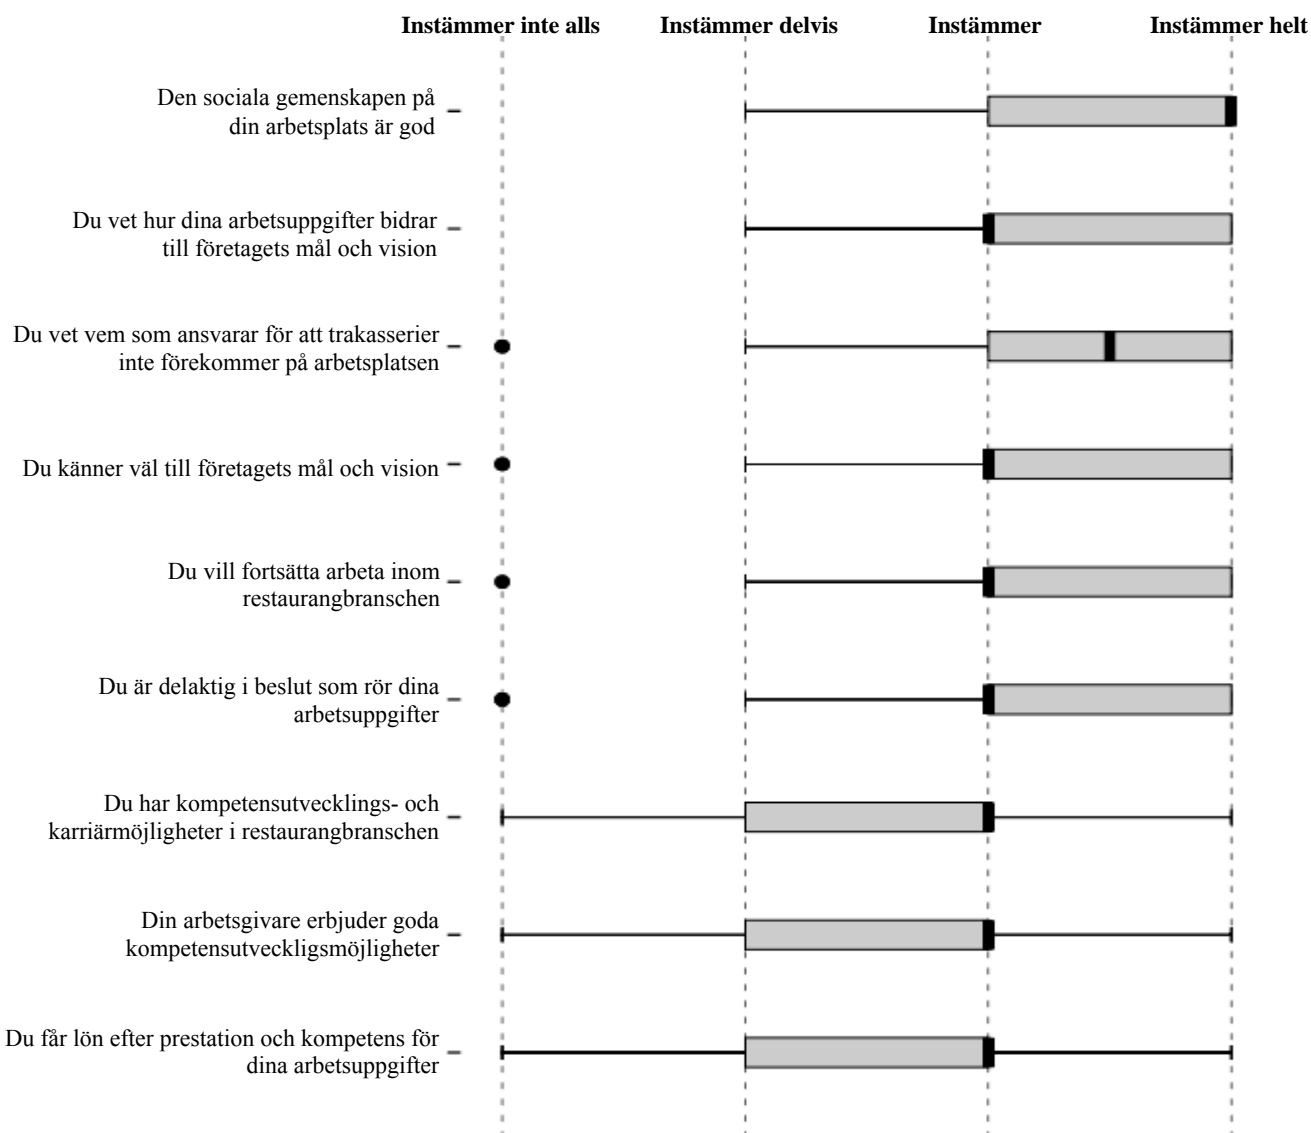 Instämmer inte alls Instämmer delvis Instämmer Instämmer helt
Den sociala gemenskapen på
din arbetsplats är god
Du vet hur dina arbetsuppgifter bidrar
till företagets mål och vision
Du vet vem som ansvarar för att trakasserier
inte förekommer på arbetsplatsen
Du känner väl till företagets mål och vision
Du vill fortsätta arbeta inom
restaurangbranschen
Du är delaktig i beslut som rör dina
arbetsuppgifter
Du har kompetensutvecklings- och
karriärmöjligheter i restaurangbranschen
Din arbetsgivare erbjuder goda
kompetensutveckligsmöjligheter
Du får lön efter prestation och kompetens för
dina arbetsuppgifter